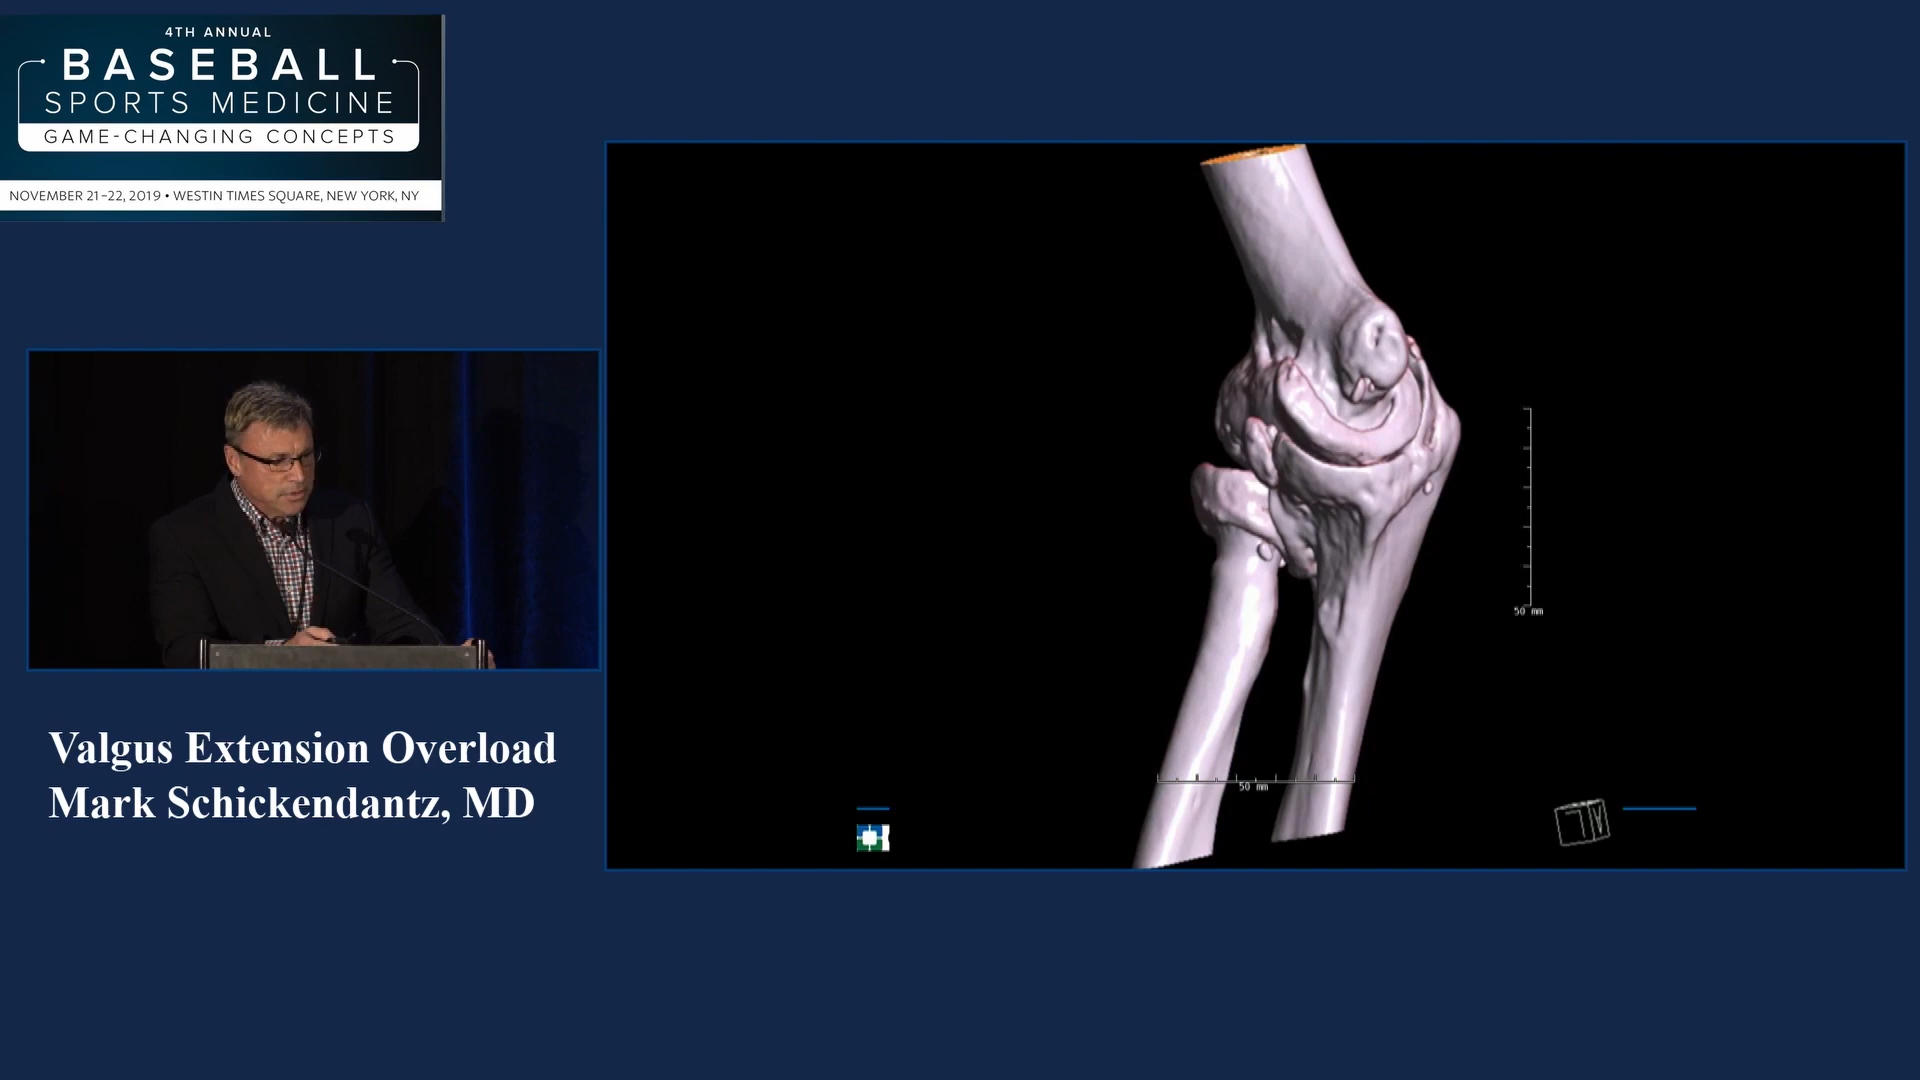 4TH ANNUAL
BASEBALL
SPORTS MEDICINE
GAME-CHANGING CONCEPTS
NOVEMBER 21-22, 2019 • WESTIN TIMES SQUARE, NEW YORK, NY
50 mm
50 mm
Valgus Extension Overload
Mark Schickendantz, MD